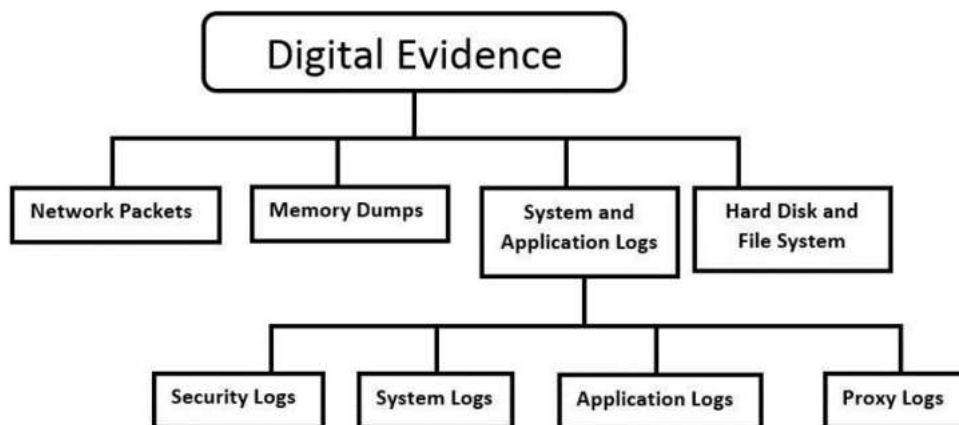 Digital Evidence
Network Packets
Memory Dumps
System and
Application Logs
Hard Disk and
File System
Security Logs
System Logs
Application Logs
Proxy Logs